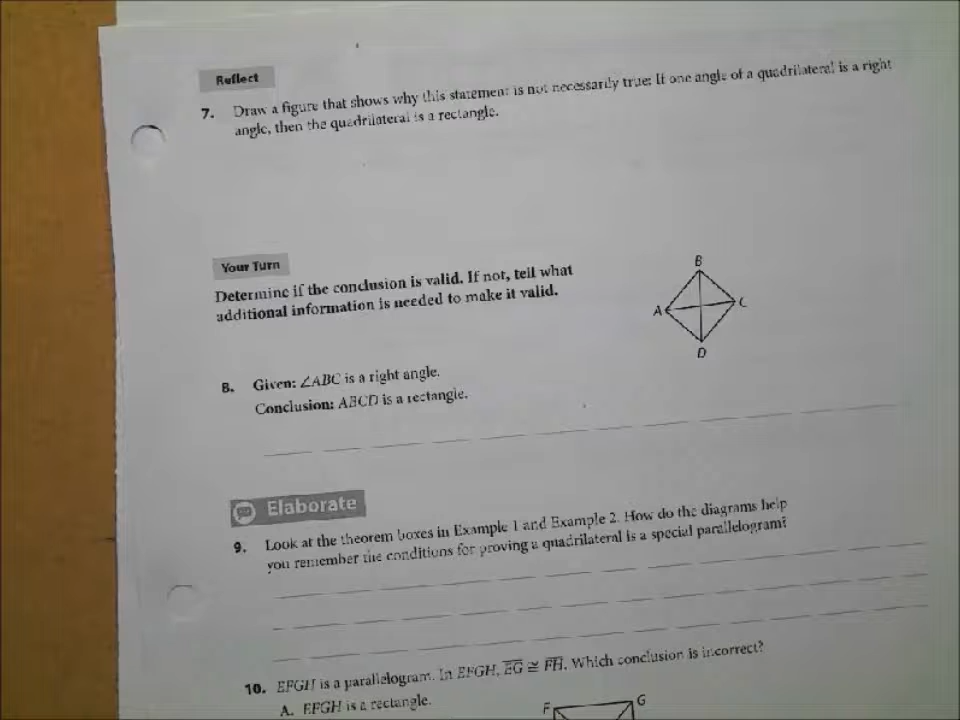 Reflect
7. Draw a figure that shows why this statement is not necessarily true: If one angle of a quadrilateral is a right
angle, then the quadrilateral is a rectangle.
Your Turn
Determine if the conclusion is valid. If not, tell what
additional information is needed to make it valid.
B
A
C
D
8. Given: ∠ABC is a right angle.
Conclusion: ABCD is a rectangle.
Elaborate
9. Look at the theorem boxes in Example 1 and Example 2. How do the diagrams help
you remember the conditions for proving a quadrilateral is a special parallelogram?
10. EFGH is a parallelogram. In EFGH, E̅G̅ ≅ F̅H̅. Which conclusion is incorrect?
A. EFGH is a rectangle.
F
G